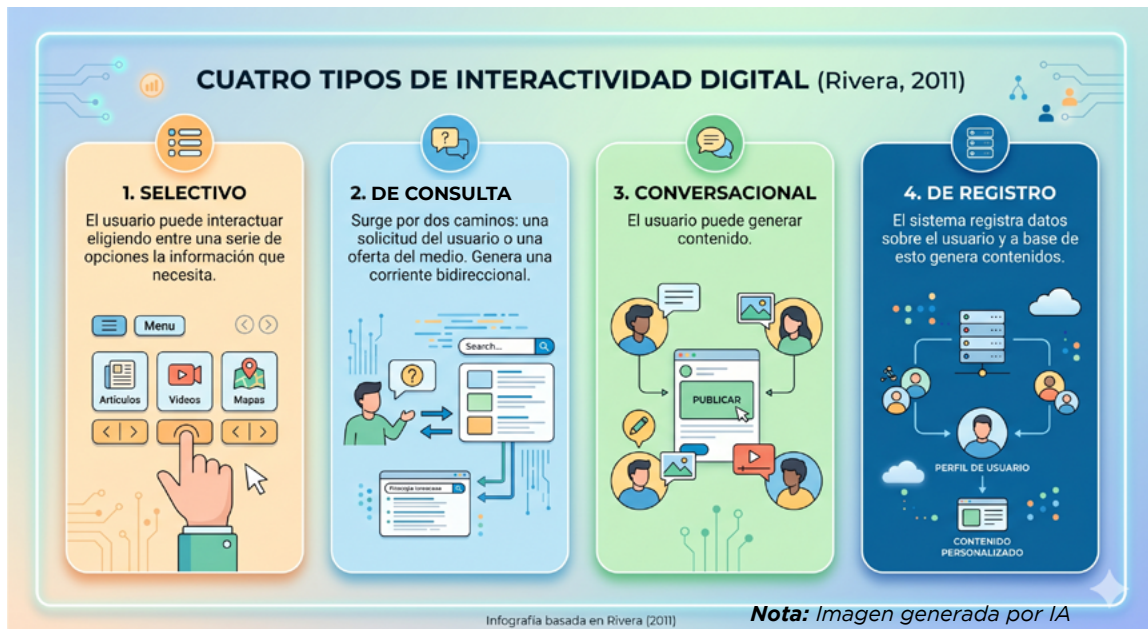 CUATRO TIPOS DE INTERACTIVIDAD DIGITAL (Rivera, 2011)
1. SELECTIVO
El usuario puede interactuar
eligiendo entre una serie de
opciones la información que
necesita.
Menu
Artículos
Videos
Mapas
2. DE CONSULTA
Surge por dos caminos: una
solicitud del usuario o una
oferta del medio. Genera una
corriente bidireccional.
?
Search...
?
3. CONVERSACIONAL
El usuario puede generar
contenido.
PUBLICAR
4. DE REGISTRO
El sistema registra datos
sobre el usuario y a base de
esto genera contenidos.
PERFIL DE USUARIO
CONTENIDO
PERSONALIZADO
Infografía basada en Rivera (2011)
Nota: Imagen generada por IA